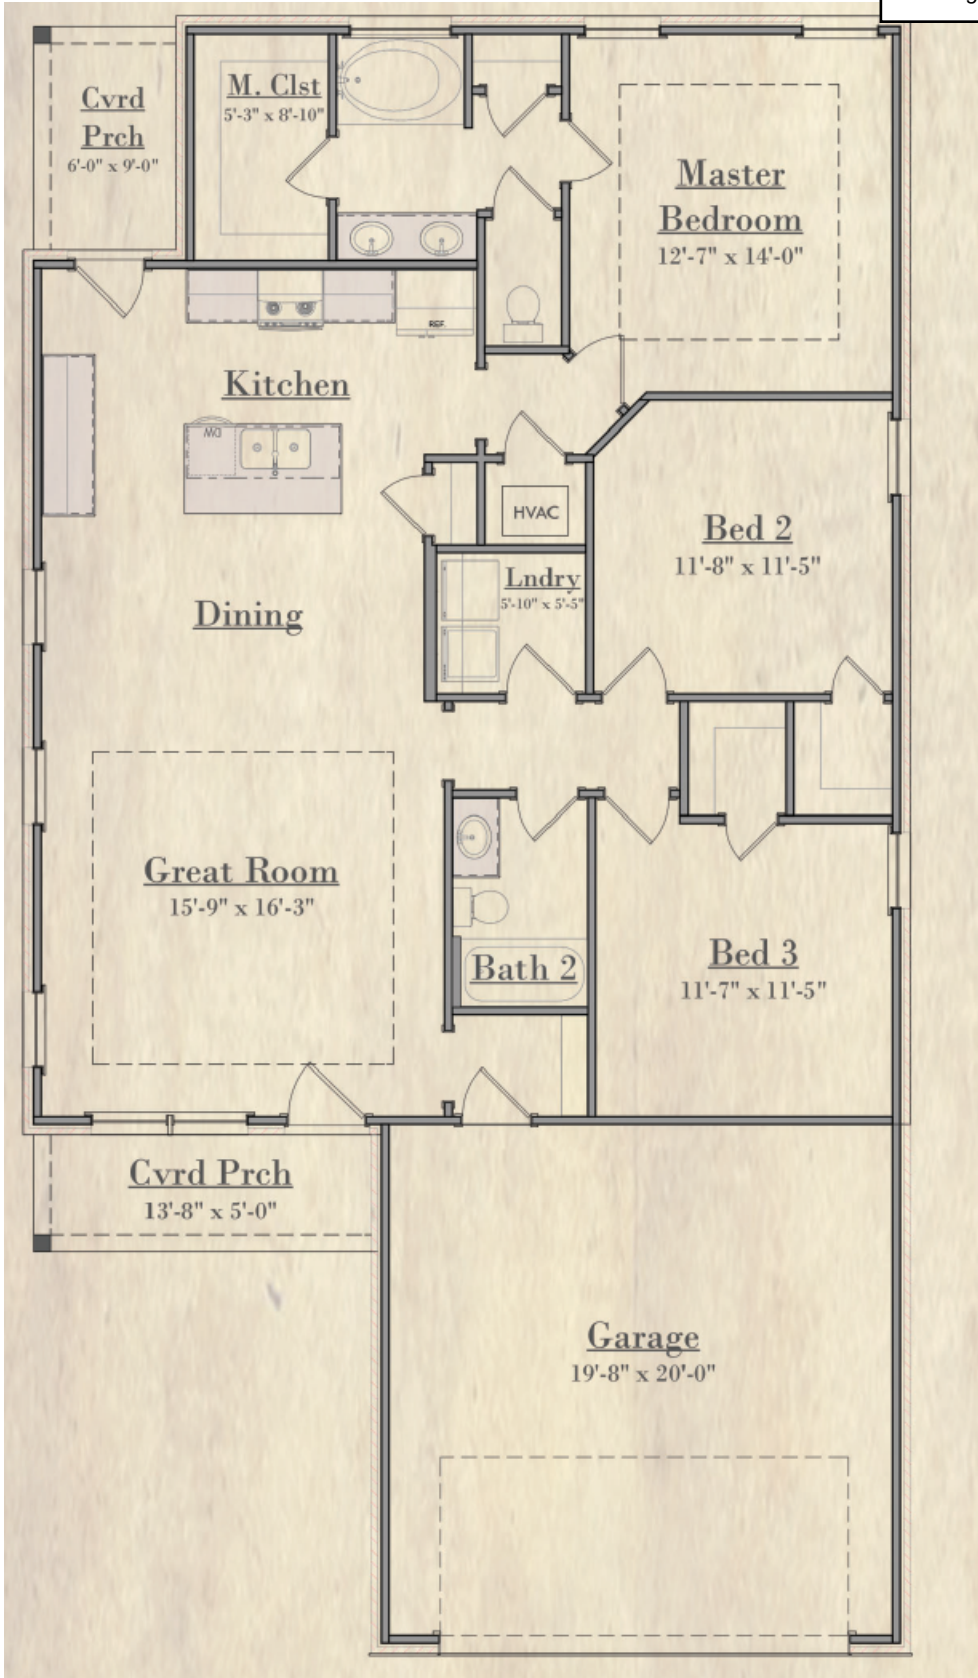 Cvrd
Prch
6'-0" x 9'-0"
M. Clst
5'-3" x 8'-10"
Master
Bedroom
12'-7" x 14'-0"
REF.
Kitchen
DW
HVAC
Bed 2
11'-8" x 11'-5"
Lndry
5'-10" x 5'-5"
Dining
Great Room
15'-9" x 16'-3"
Bath 2
Bed 3
11'-7" x 11'-5"
Cvrd Prch
13'-8" x 5'-0"
Garage
19'-8" x 20'-0"